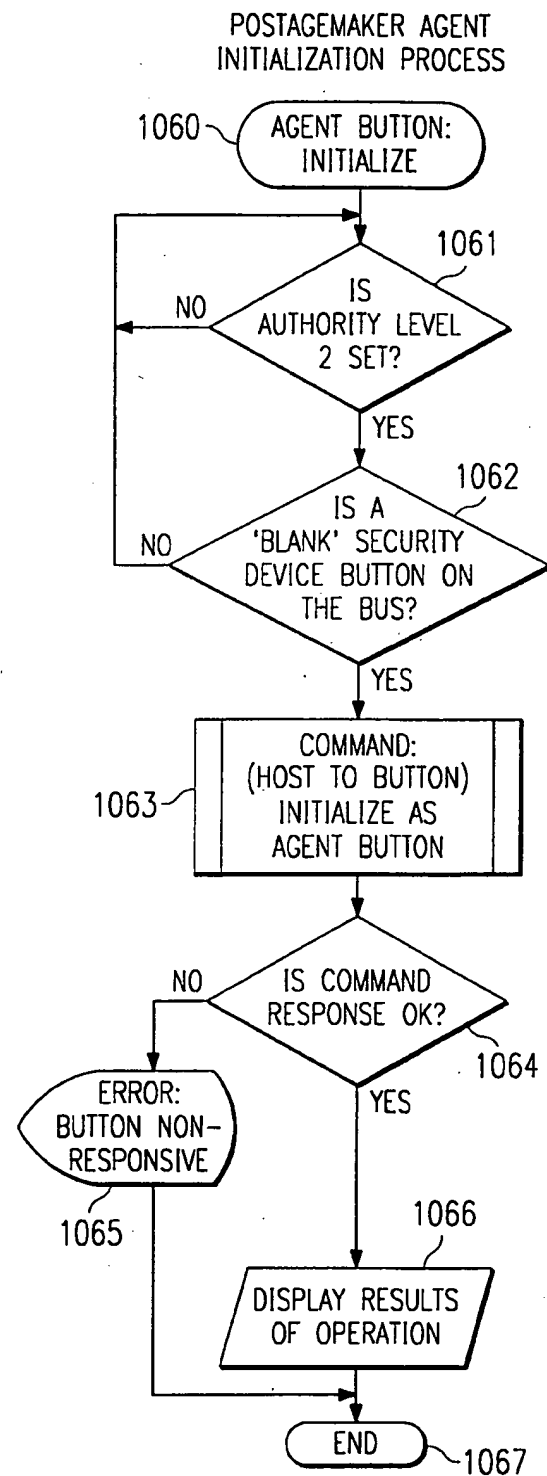 POSTAGEMAKER AGENT
INITIALIZATION PROCESS
1060
AGENT BUTTON:
INITIALIZE
1061
IS
AUTHORITY LEVEL
2 SET?
NO
YES
1062
IS A
'BLANK' SECURITY
DEVICE BUTTON ON
THE BUS?
NO
YES
1063
COMMAND:
(HOST TO BUTTON)
INITIALIZE AS
AGENT BUTTON
IS COMMAND
RESPONSE OK?
NO
1064
YES
ERROR:
BUTTON NON-
RESPONSIVE
1065
1066
DISPLAY RESULTS
OF OPERATION
END
1067